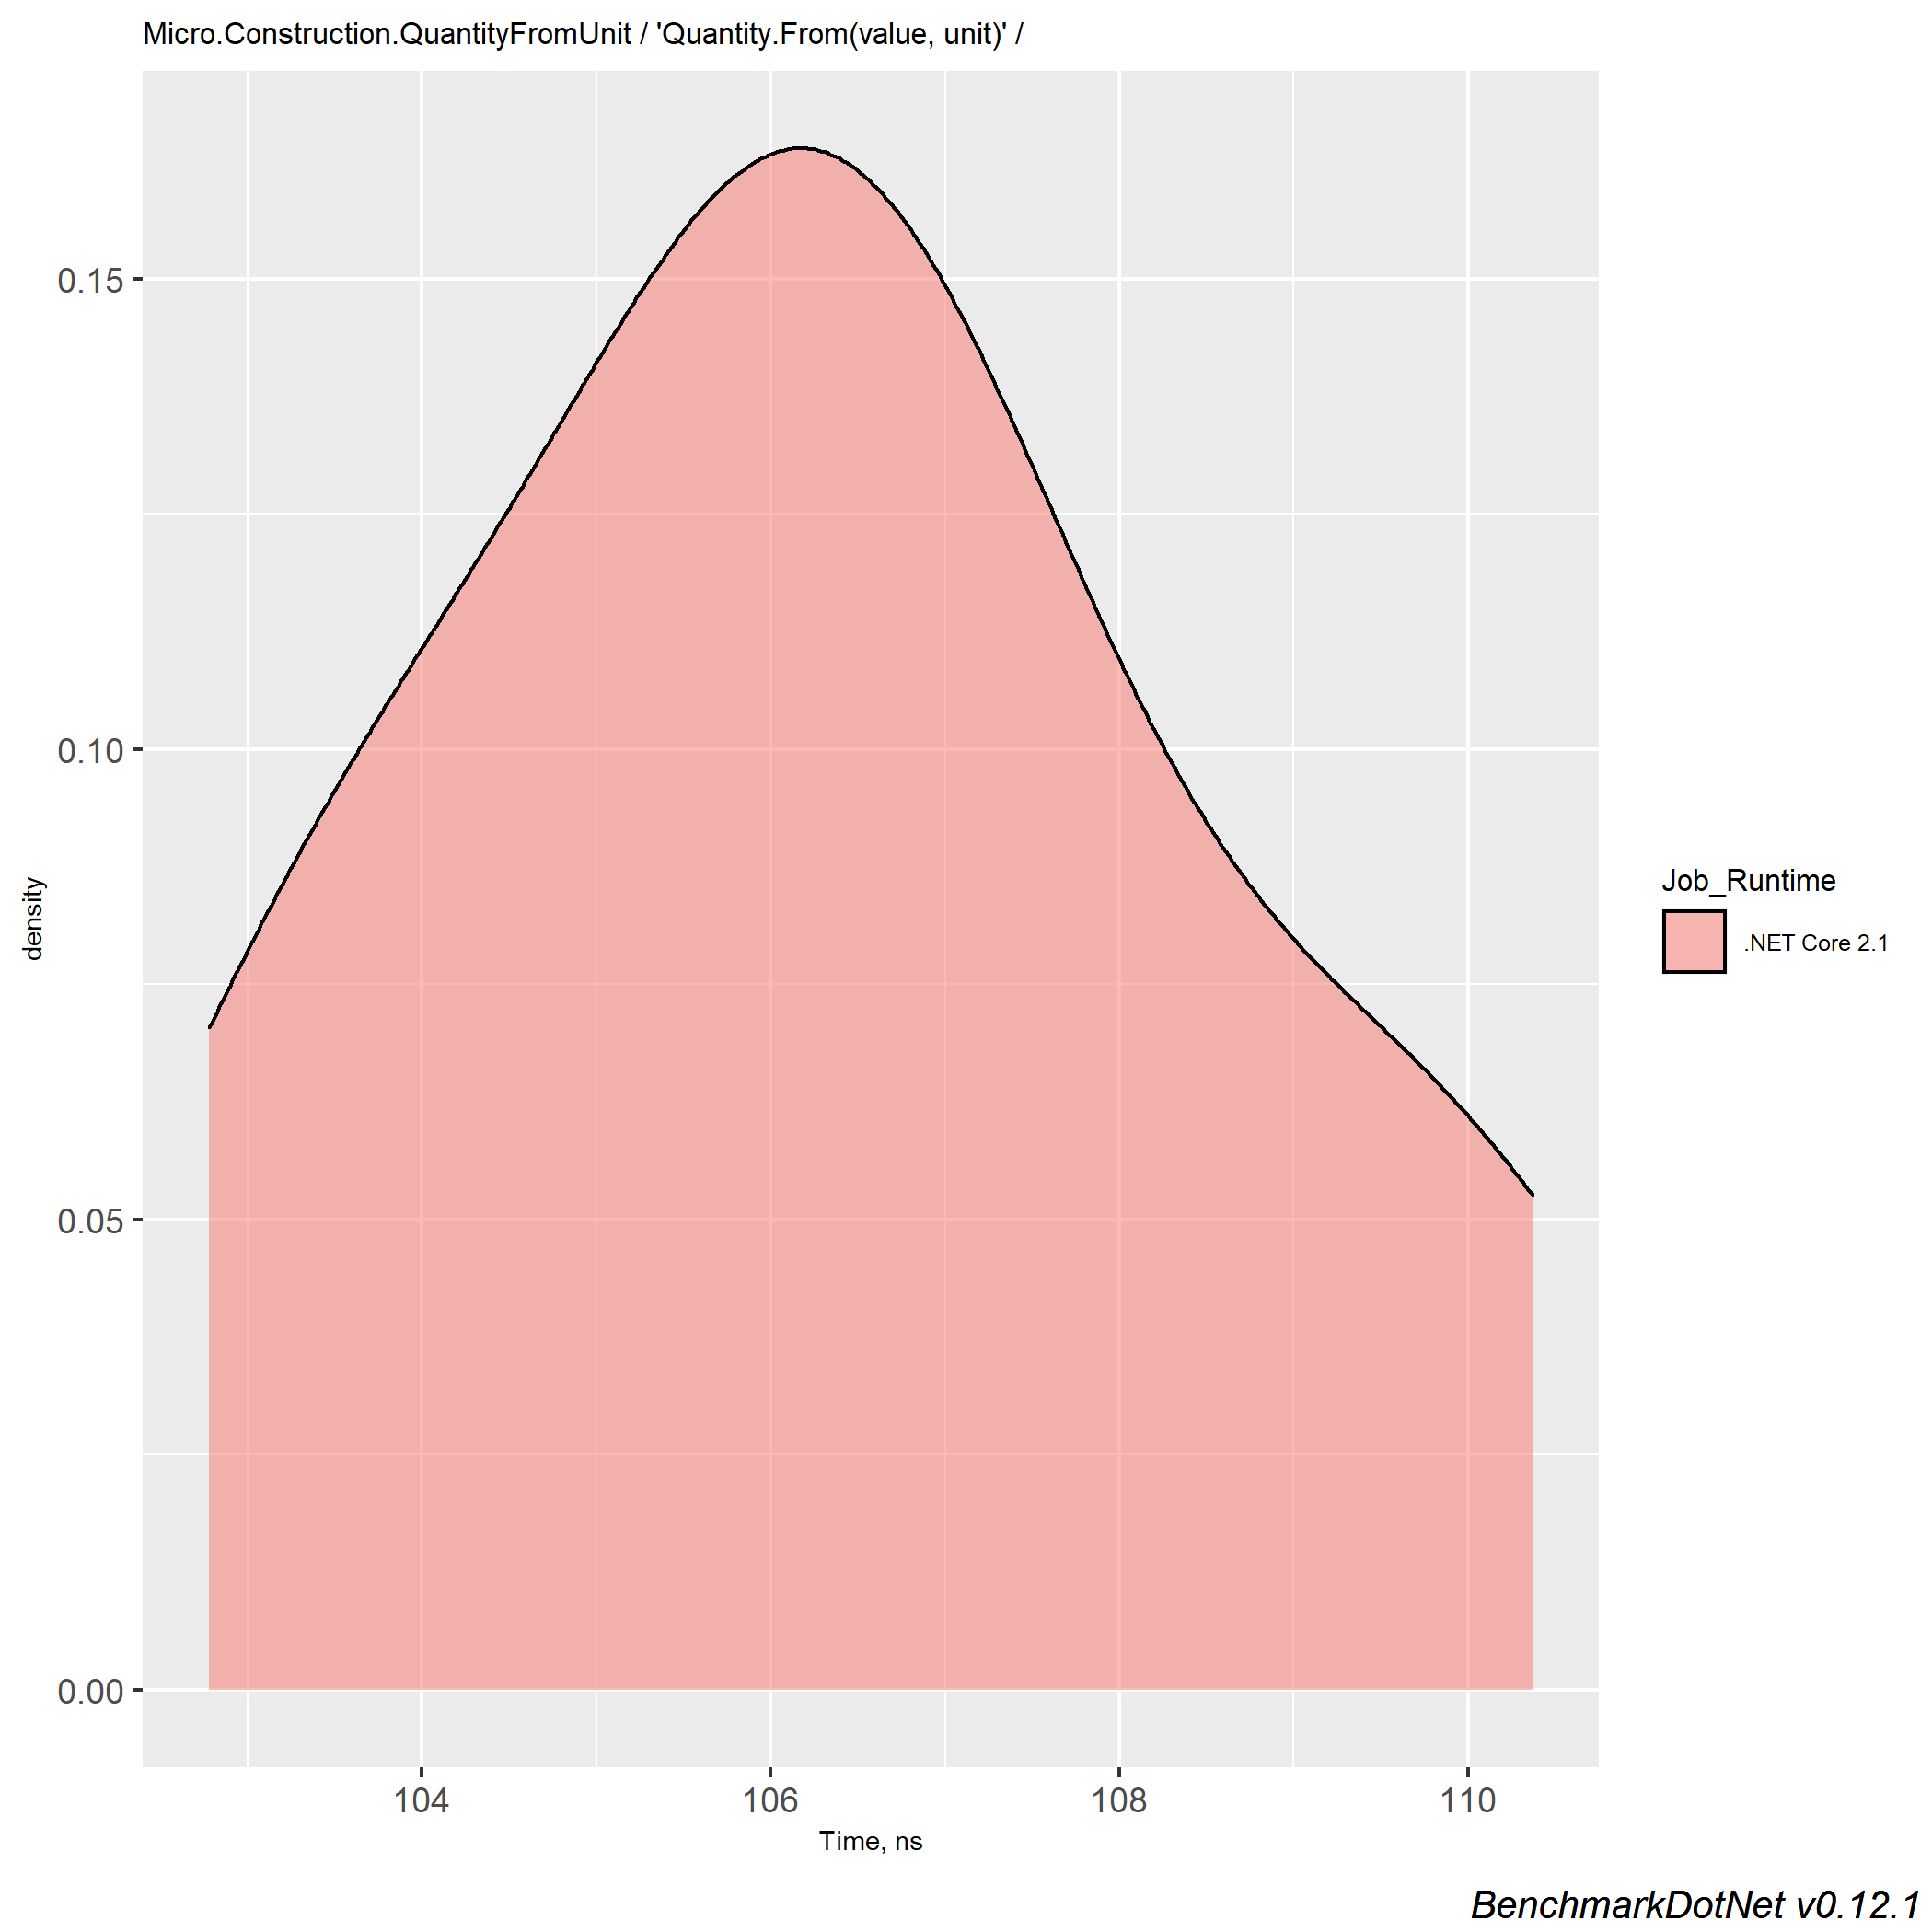 Micro.Construction.QuantityFromUnit / 'Quantity.From(value, unit)' /
0.15
0.10
0.05
0.00
density
104 106 108 110
Time, ns
Job_Runtime
.NET Core 2.1
BenchmarkDotNet v0.12.1